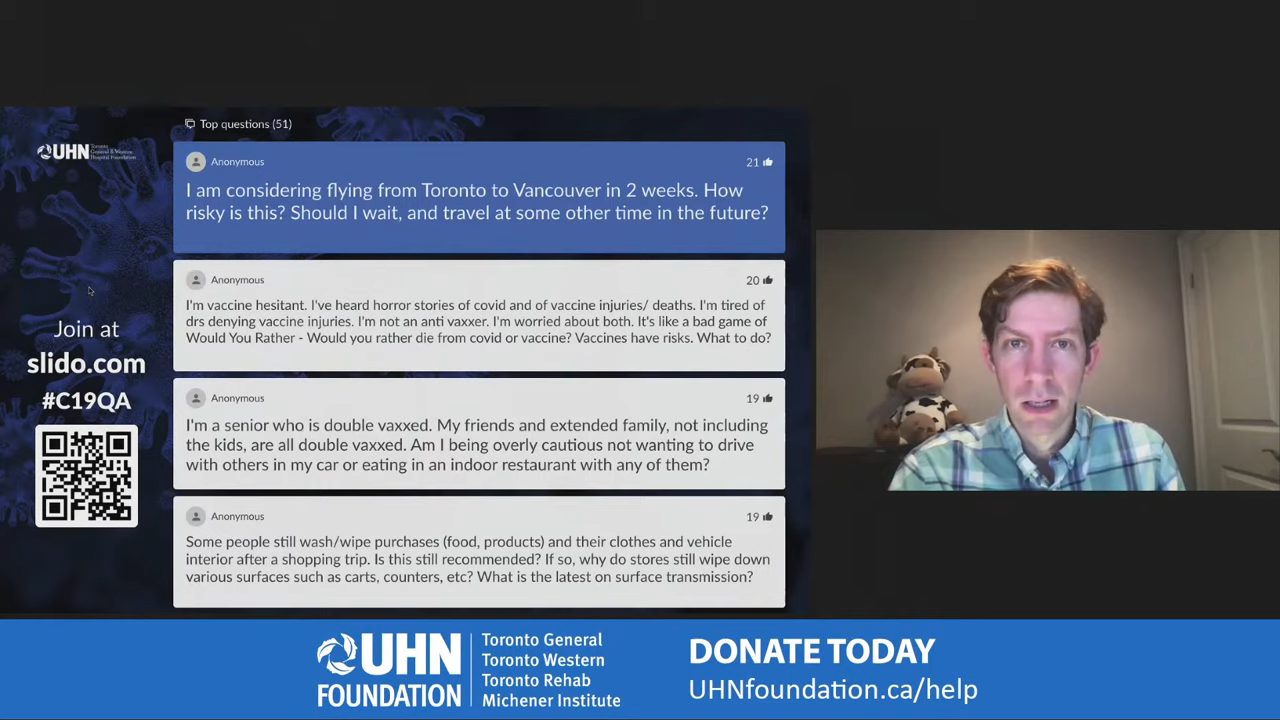 Top questions (51)
UHN Toronto
General & Western
Hospital Foundation
Anonymous
21
I am considering flying from Toronto to Vancouver in 2 weeks. How
risky is this? Should I wait, and travel at some other time in the future?
Anonymous
20
I'm vaccine hesitant. I've heard horror stories of covid and of vaccine injuries/ deaths. I'm tired of
drs denying vaccine injuries. I'm not an anti vaxxer. I'm worried about both. It's like a bad game of
Would You Rather - Would you rather die from covid or vaccine? Vaccines have risks. What to do?
Join at
slido.com
#C19QA
Anonymous
19
I'm a senior who is double vaxxed. My friends and extended family, not including
the kids, are all double vaxxed. Am I being overly cautious not wanting to drive
with others in my car or eating in an indoor restaurant with any of them?
Anonymous
19
Some people still wash/wipe purchases (food, products) and their clothes and vehicle
interior after a shopping trip. Is this still recommended? If so, why do stores still wipe down
various surfaces such as carts, counters, etc? What is the latest on surface transmission?
UHN
FOUNDATION
Toronto General
Toronto Western
Toronto Rehab
Michener Institute
DONATE TODAY
UHNfoundation.ca/help